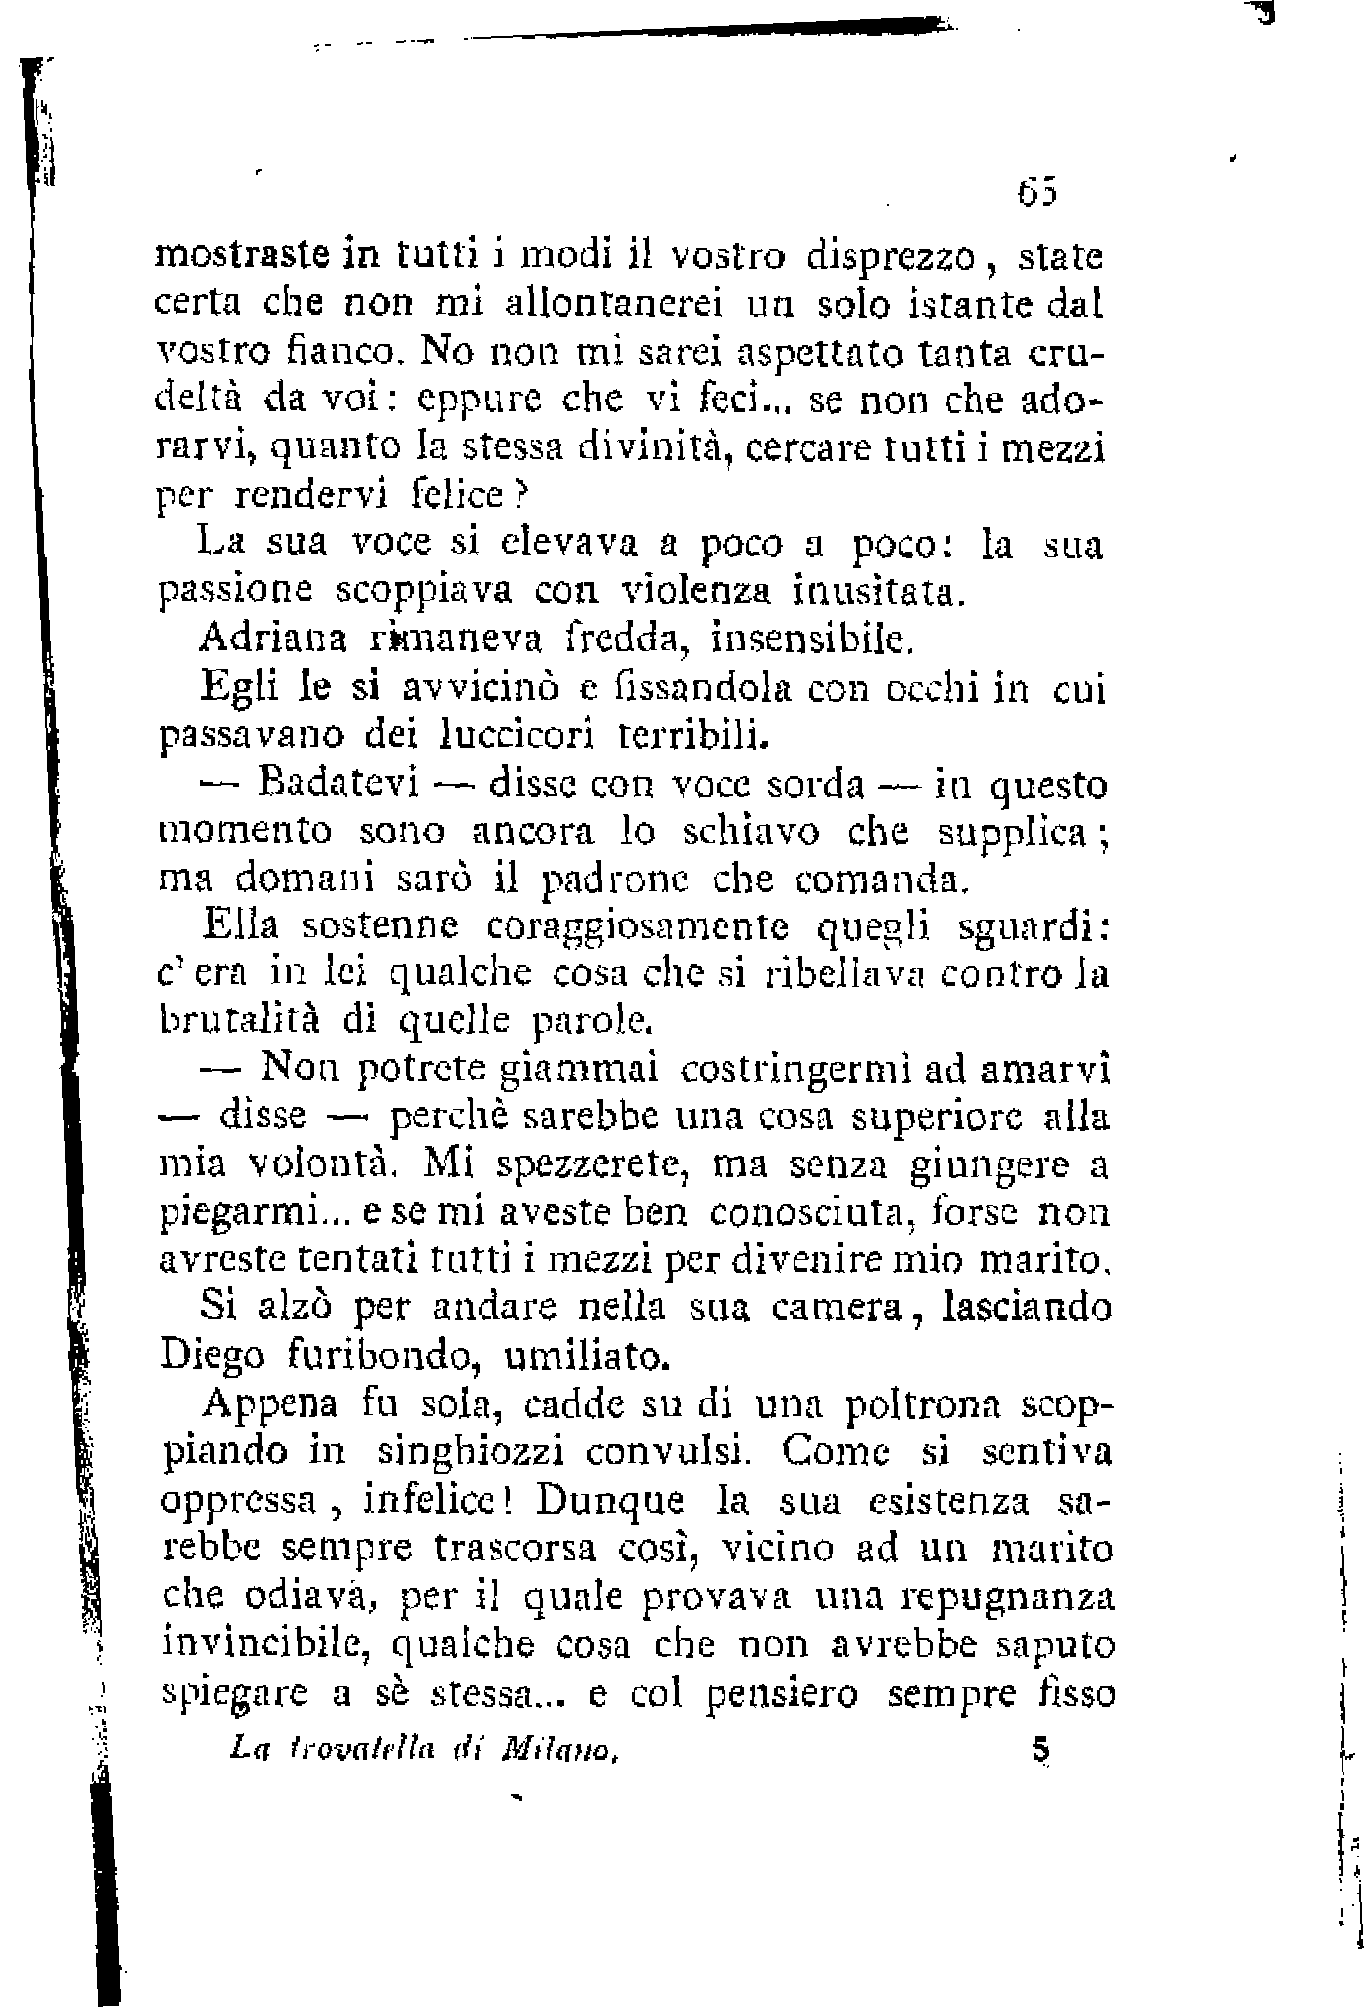 65
mostraste in tutti i modi il vostro disprezzo, state
certa che non mi allontanerei un solo istante dal
vostro fianco. No non mi sarei aspettato tanta cru-
deltà da voi: eppure che vi feci... se non che ado-
rarvi, quanto la stessa divinità, cercare tutti i mezzi
per rendervi felice?
La sua voce si elevava a poco a poco: la sua
passione scoppiava con violenza inusitata.
Adriana rimaneva fredda, insensibile.
Egli le si avvicinò e fissandola con occhi in cui
passavano dei luccicori terribili.
— Badatevi — disse con voce sorda — in questo
momento sono ancora lo schiavo che supplica;
ma domani sarò il padrone che comanda.
Ella sostenne coraggiosamente quegli sguardi:
c'era in lei qualche cosa che si ribellava contro la
brutalità di quelle parole.
— Non potrete giammai costringermi ad amarvi
— disse — perchè sarebbe una cosa superiore alla
mia volontà. Mi spezzerete, ma senza giungere a
piegarmi... e se mi aveste ben conosciuta, forse non
avreste tentati tutti i mezzi per divenire mio marito.
Si alzò per andare nella sua camera, lasciando
Diego furibondo, umiliato.
Appena fu sola, cadde su di una poltrona scop-
piando in singhiozzi convulsi. Come si sentiva
oppressa, infelice! Dunque la sua esistenza sa-
rebbe sempre trascorsa così, vicino ad un marito
che odiava, per il quale provava una repugnanza
invincibile, qualche cosa che non avrebbe saputo
spiegare a sè stessa... e col pensiero sempre fisso
La trovatella di Milano. 5